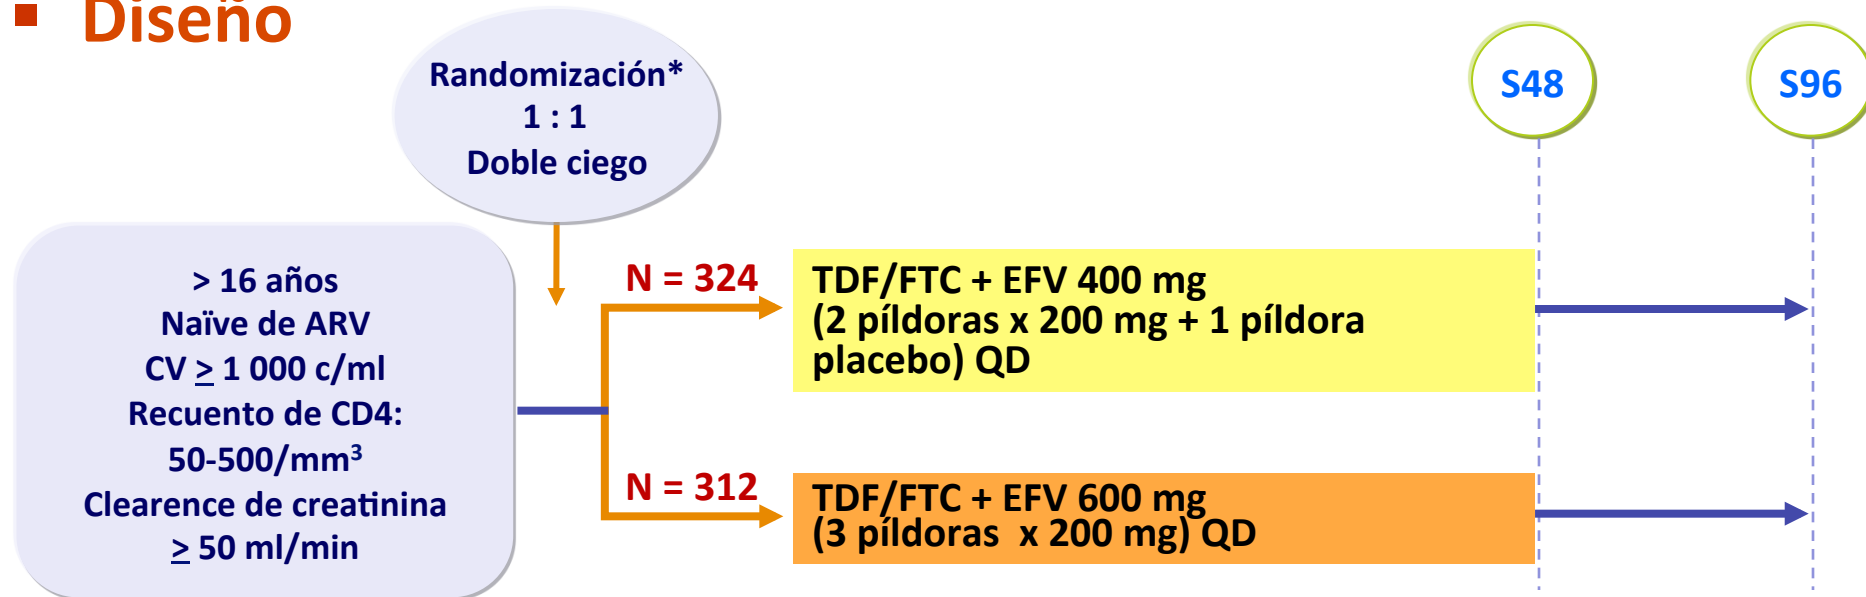 ▪ Diseño
Randomización*
1 : 1
Doble ciego
S48
S96
> 16 años
Naïve de ARV
CV ≥ 1 000 c/ml
Recuento de CD4:
50-500/mm³
Clearence de creatinina
≥ 50 ml/min
N = 324
TDF/FTC + EFV 400 mg
(2 píldoras x 200 mg + 1 píldora
placebo) QD
N = 312
TDF/FTC + EFV 600 mg
(3 píldoras  x 200 mg) QD